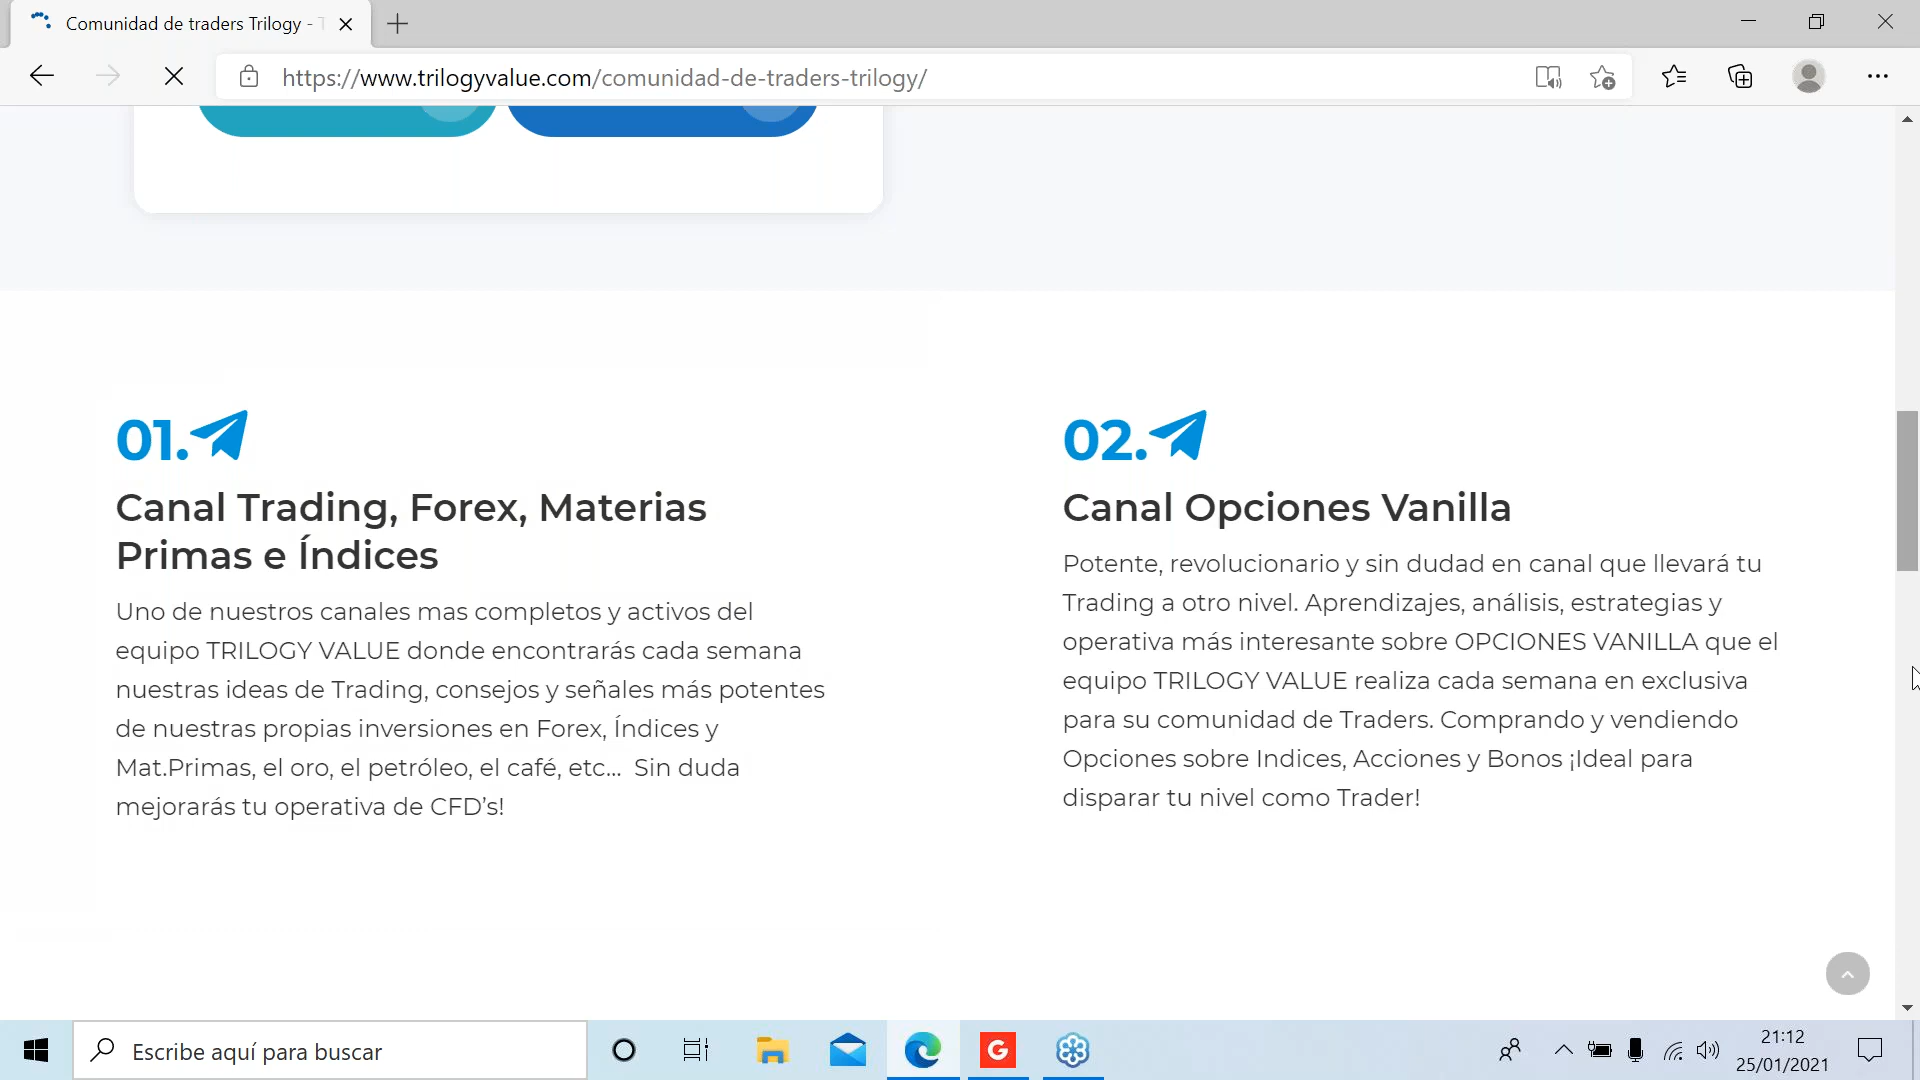 Comunidad de traders Trilogy -
https://www.trilogyvalue.com/comunidad-de-traders-trilogy/
01.
Canal Trading, Forex, Materias
Primas e Índices
Uno de nuestros canales mas completos y activos del
equipo TRILOGY VALUE donde encontrarás cada semana
nuestras ideas de Trading, consejos y señales más potentes
de nuestras propias inversiones en Forex, Índices y
Mat.Primas, el oro, el petróleo, el café, etc... Sin duda
mejorarás tu operativa de CFD’s!
02.
Canal Opciones Vanilla
Potente, revolucionario y sin dudad en canal que llevará tu
Trading a otro nivel. Aprendizajes, análisis, estrategias y
operativa más interesante sobre OPCIONES VANILLA que el
equipo TRILOGY VALUE realiza cada semana en exclusiva
para su comunidad de Traders. Comprando y vendiendo
Opciones sobre Indices, Acciones y Bonos ¡Ideal para
disparar tu nivel como Trader!
Escribe aquí para buscar
G
21:12
25/01/2021